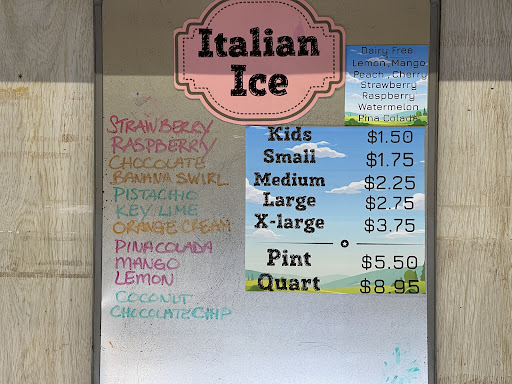 Italian
Ice
Dairy Free
Lemon, Mango
Peach, Cherry
Strawberry
Raspberry
Watermelon
Pina Colada
STRAWBERRY
RASPBERRY
CHOCOLATE
BANANA SWIRL
PISTACHIO
KEY LIME
ORANGE CREAM
PINA COLADA
MANGO
LEMON
COCONUT
CHOCOLATE CHIP
Kids $1.50
Small $1.75
Medium $2.25
Large $2.75
X-large $3.75
Pint $5.50
Quart $8.95